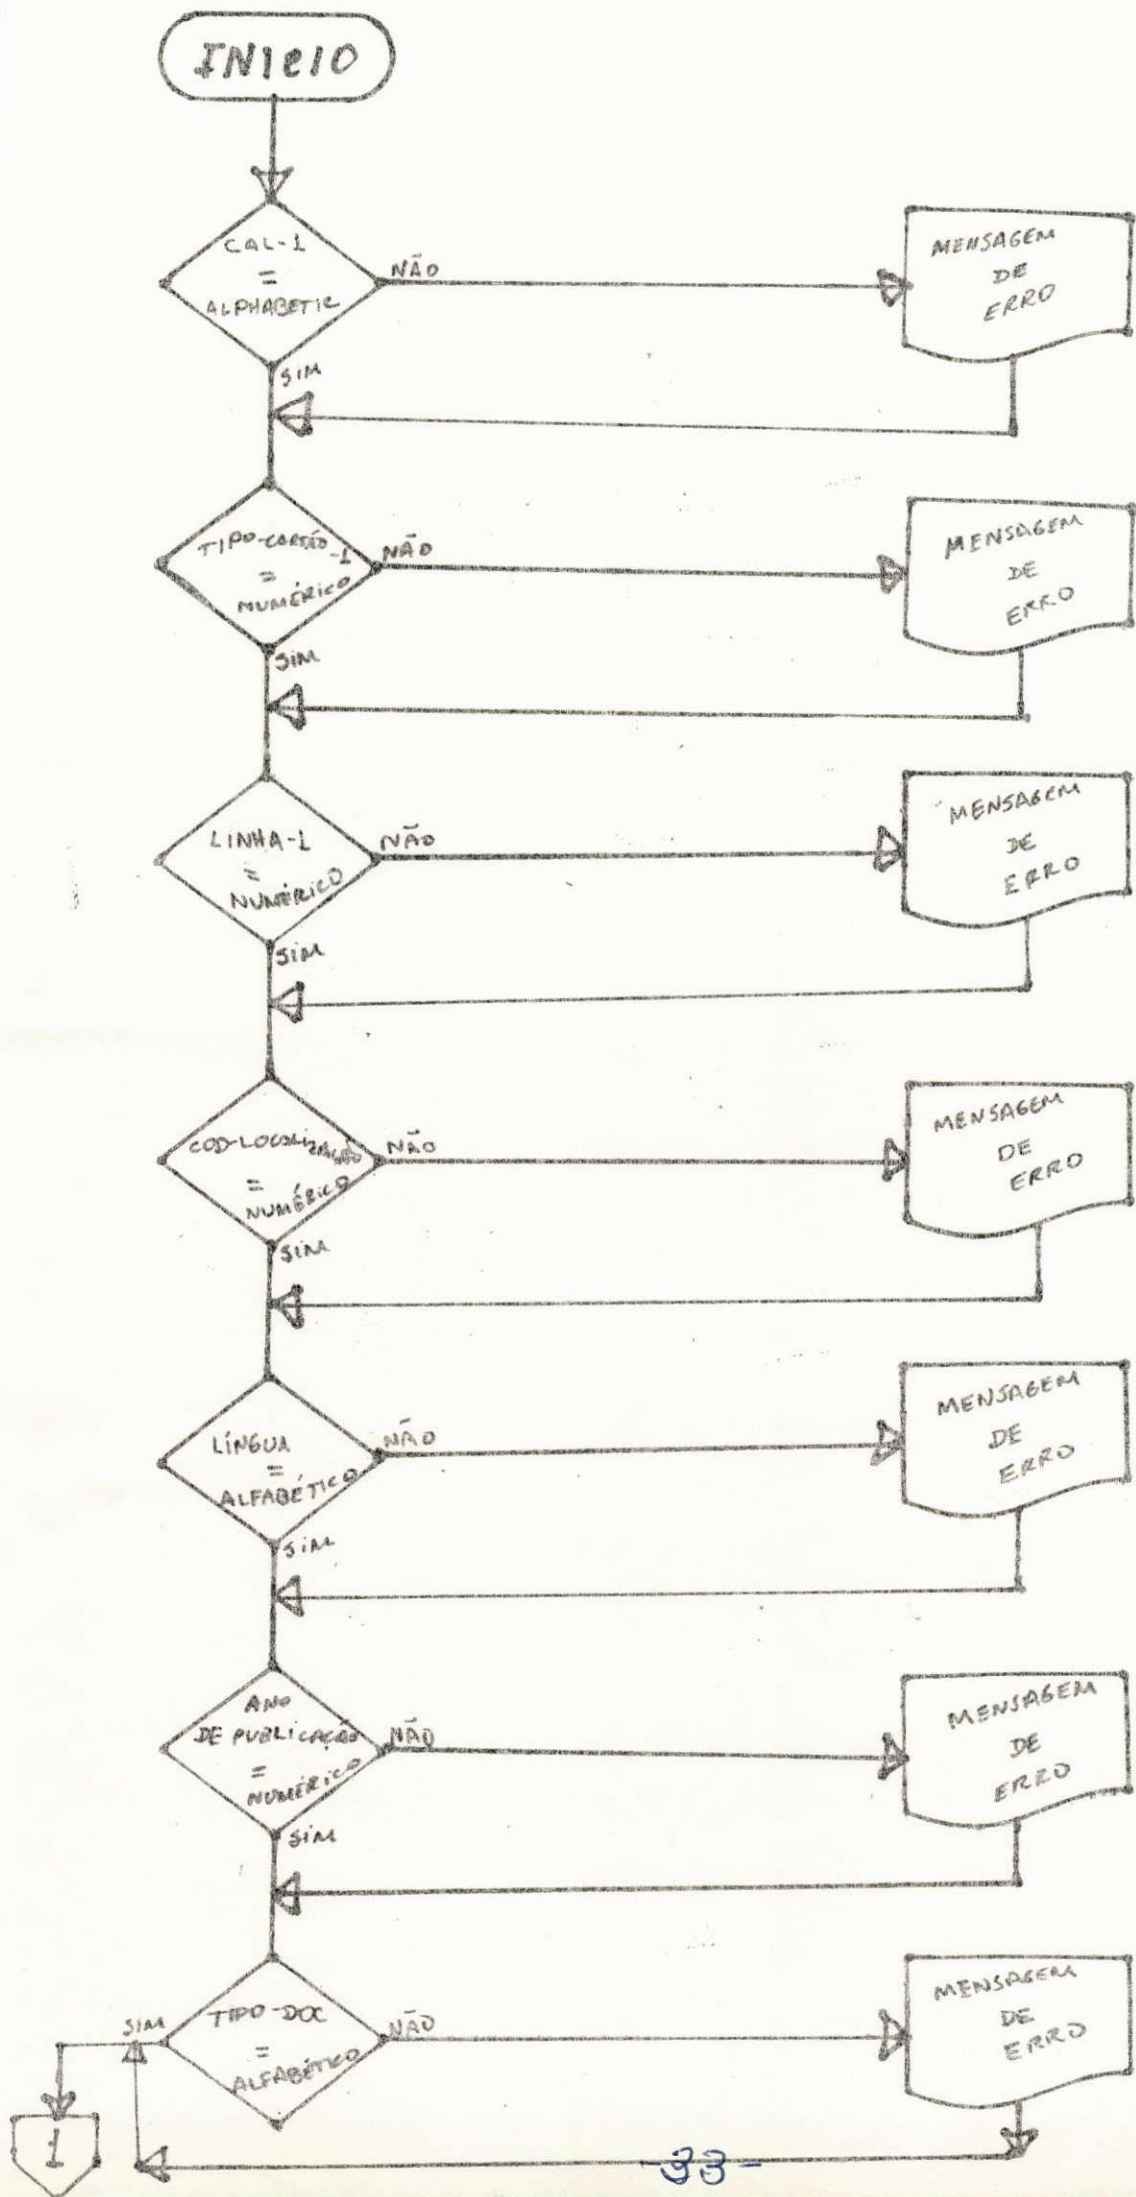 INICIO
CAL-1
=
ALPHABETIC
NÃO
MENSAGEM
DE
ERRO
SIM
TIPO-CARTÃO
-1
=
NUMÉRICO
NÃO
MENSAGEM
DE
ERRO
SIM
LINHA-1
=
NUMÉRICO
NÃO
MENSAGEM
DE
ERRO
SIM
COD-LOCALIZAÇÃO
=
NUMÉRICO
NÃO
MENSAGEM
DE
ERRO
SIM
LÍNGUA
=
ALFABÉTICO
NÃO
MENSAGEM
DE
ERRO
SIM
ANO
DE PUBLICAÇÃO
=
NUMÉRICO
NÃO
MENSAGEM
DE
ERRO
SIM
TIPO-DOC
=
ALFABÉTICO
SIM
NÃO
MENSAGEM
DE
ERRO
1
-33-